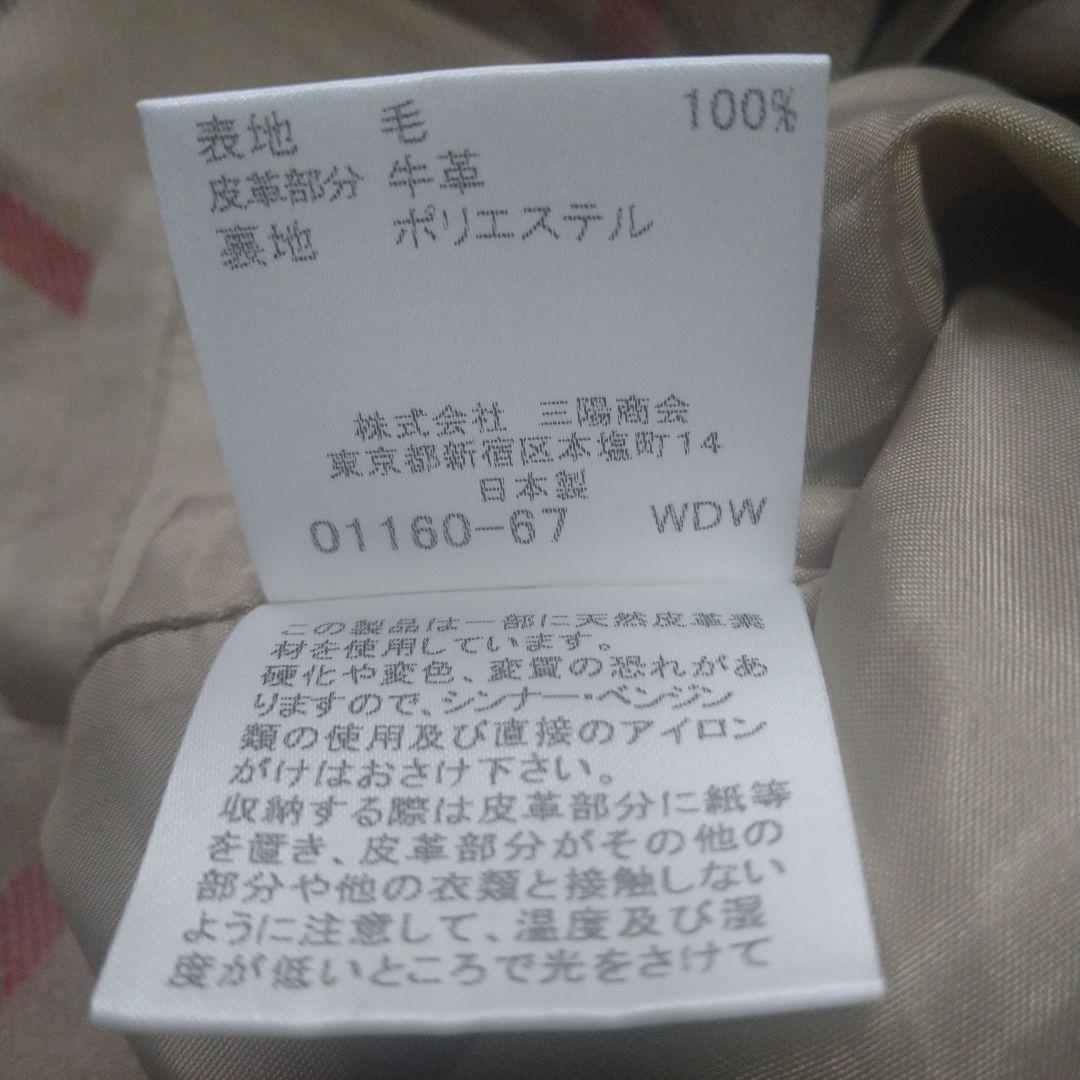 表地 毛 100%
皮革部分 牛革
裏地 ポリエステル
株式会社 三陽商会
東京都新宿区本塩町14
日本製
01160-67 WDW
この製品は一部に天然皮革素
材を使用しています。
硬化や変色、変質の恐れがあ
りますので、シンナー・ベンジン
類の使用及び直接のアイロン
がけはおさけ下さい。
収納する際は皮革部分に紙等
を置き、皮革部分がその他の
部分や他の衣類と接触しない
ように注意して、温度及び湿
度が低いところで光をさけて